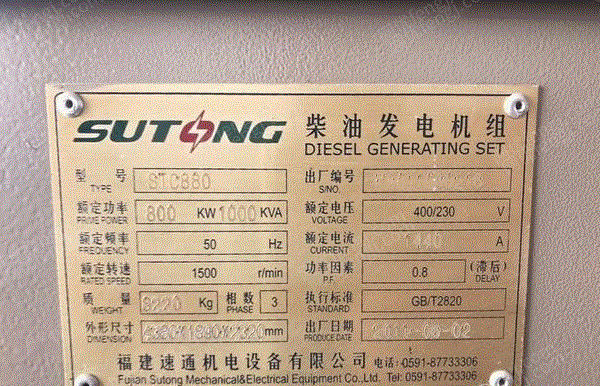 SUTONG 柴油发电机组
DIESEL GENERATING SET
型号 STC880 出厂编号
TYPE S/NO.
额定功率 800 KW 1000 KVA 额定电压 400/230 V
PRIME POWER VOLTAGE
额定频率 50 Hz 额定电流 A
FREQUENCY CURRENT
额定转速 1500 r/min 功率因素 0.8 (滞后)
RATED SPEED P.F. DELAY
质量 9220 Kg 相数 3 执行标准 GB/T2820
WEIGHT PHASE STANDARD
外形尺寸 mm 出厂日期
DIMENSION PRODUCE DATE
福建速通机电设备有限公司 电话: 0591-87733306
Fujian Sutong Mechanical&Electrical Equipment Co.,Ltd. Tel: 0591-87733306